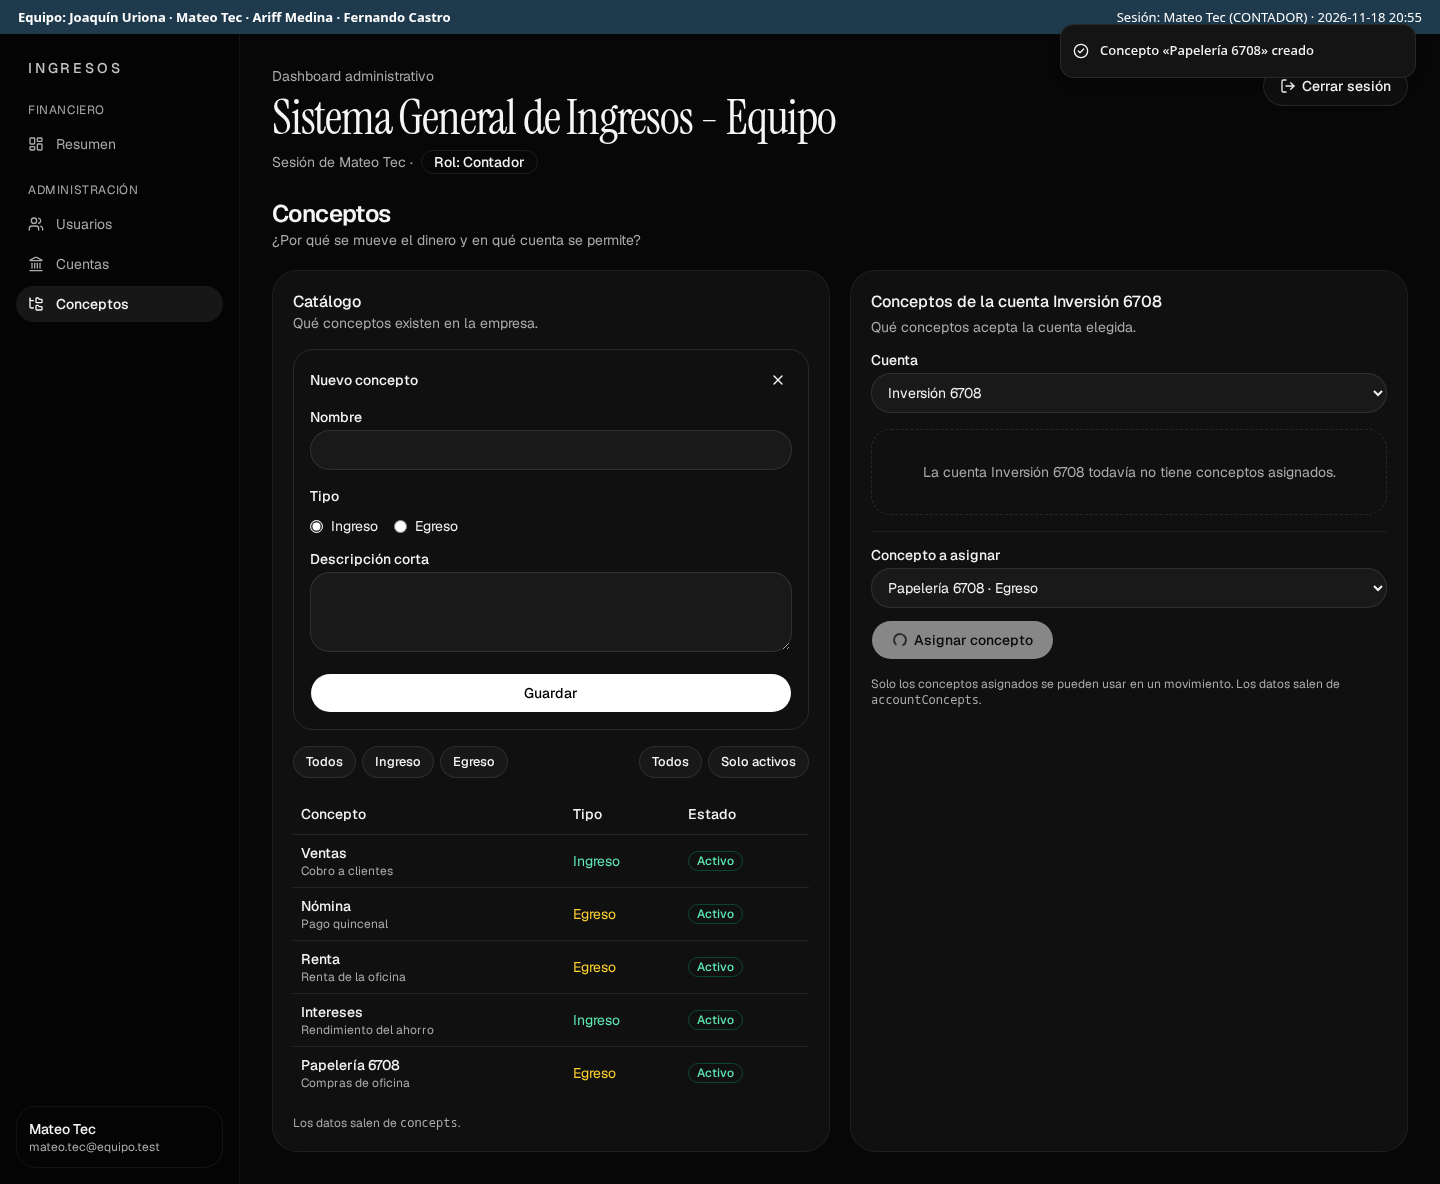 Equipo: Joaquín Uriona · Mateo Tec · Ariff Medina · Fernando Castro
Sesión: Mateo Tec (CONTADOR) · 2026-11-18 20:55
Concepto «Papelería 6708» creado
Cerrar sesión
INGRESOS
FINANCIERO
Resumen
ADMINISTRACIÓN
Usuarios
Cuentas
Conceptos
Mateo Tec
mateo.tec@equipo.test
Dashboard administrativo
Sistema General de Ingresos - Equipo
Sesión de Mateo Tec · Rol: Contador
Conceptos
¿Por qué se mueve el dinero y en qué cuenta se permite?
Catálogo
Qué conceptos existen en la empresa.
Nuevo concepto
Nombre
Tipo
Ingreso Egreso
Descripción corta
Guardar
Todos Ingreso Egreso Todos Solo activos
Concepto Tipo Estado
Ventas
Cobro a clientes
Ingreso Activo
Nómina
Pago quincenal
Egreso Activo
Renta
Renta de la oficina
Egreso Activo
Intereses
Rendimiento del ahorro
Ingreso Activo
Papelería 6708
Compras de oficina
Egreso Activo
Los datos salen de concepts.
Conceptos de la cuenta Inversión 6708
Qué conceptos acepta la cuenta elegida.
Cuenta
Inversión 6708
La cuenta Inversión 6708 todavía no tiene conceptos asignados.
Concepto a asignar
Papelería 6708 · Egreso
Asignar concepto
Solo los conceptos asignados se pueden usar en un movimiento. Los datos salen de
accountConcepts.